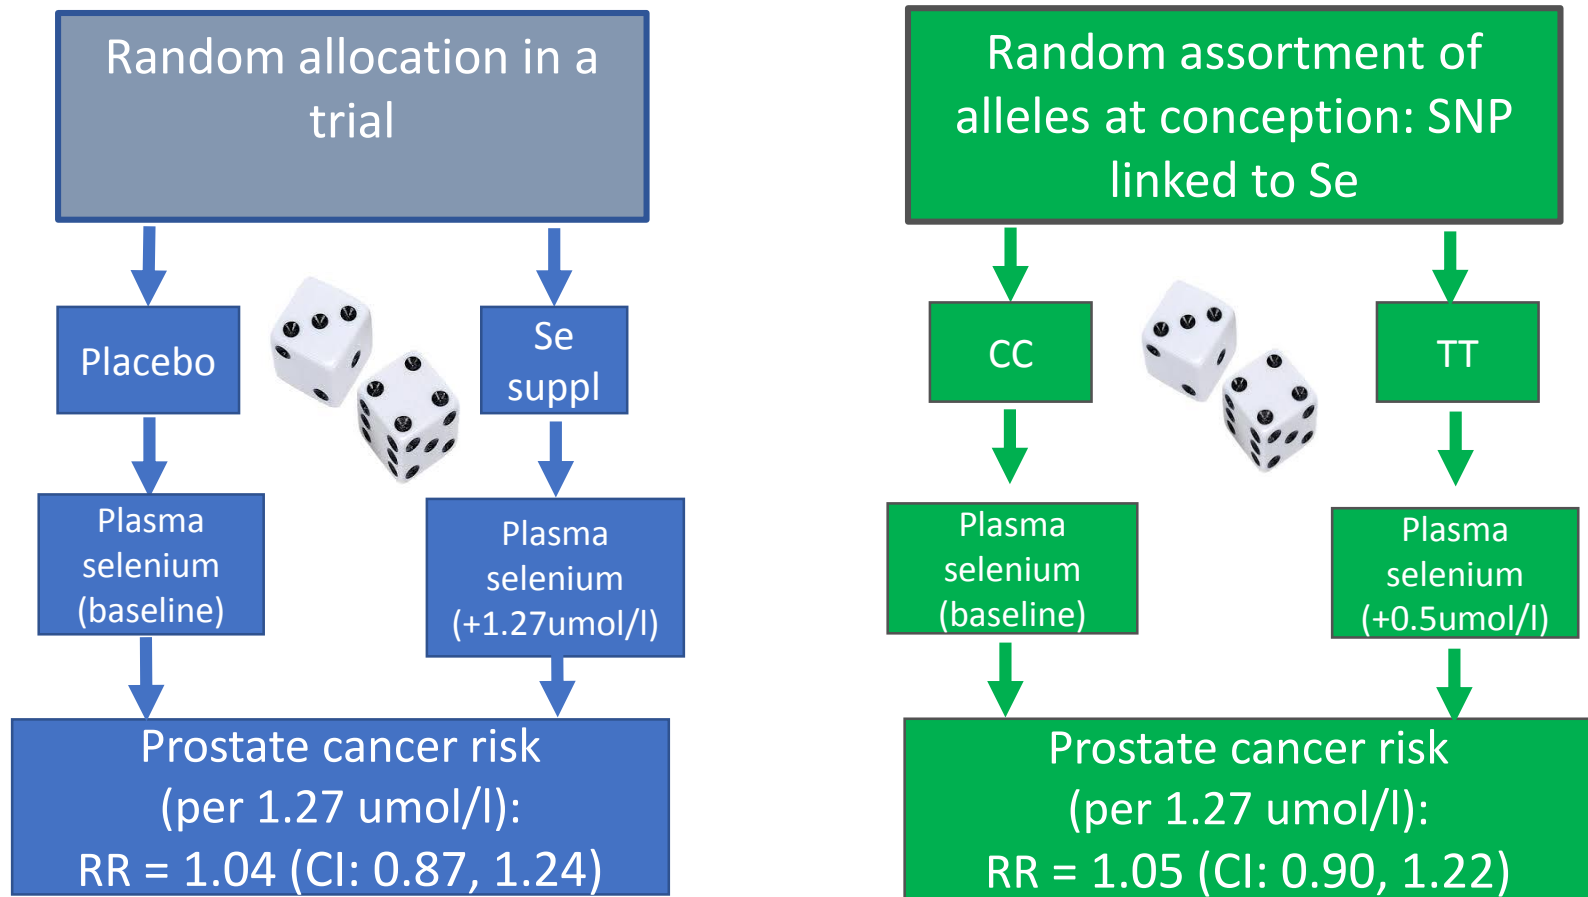 Random allocation in a
trial
Placebo
Se
suppl
Plasma
selenium
(baseline)
Plasma
selenium
(+1.27umol/l)
Prostate cancer risk
(per 1.27 umol/l):
RR = 1.04 (CI: 0.87, 1.24)
Random assortment of
alleles at conception: SNP
linked to Se
CC
TT
Plasma
selenium
(baseline)
Plasma
selenium
(+0.5umol/l)
Prostate cancer risk
(per 1.27 umol/l):
RR = 1.05 (CI: 0.90, 1.22)